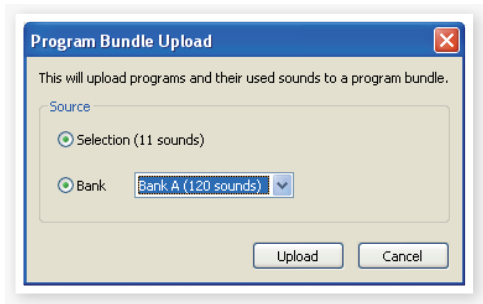 Program Bundle Upload
This will upload programs and their used sounds to a program bundle.
Source
Selection (11 sounds)
Bank Bank A (120 sounds)
Upload Cancel